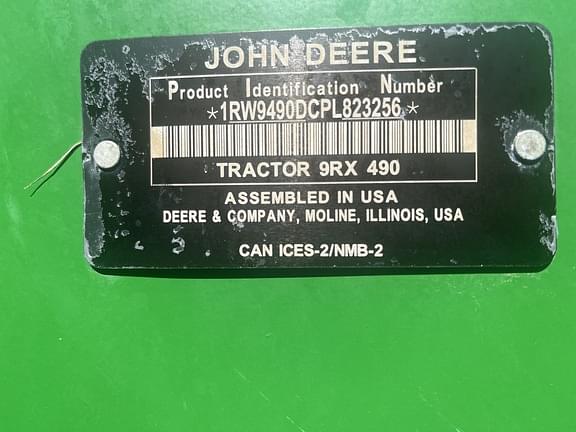 JOHN DEERE
Product Identification Number
*1RW9490DCPL823256*
TRACTOR 9RX 490
ASSEMBLED IN USA
DEERE & COMPANY, MOLINE, ILLINOIS, USA
CAN ICES-2/NMB-2